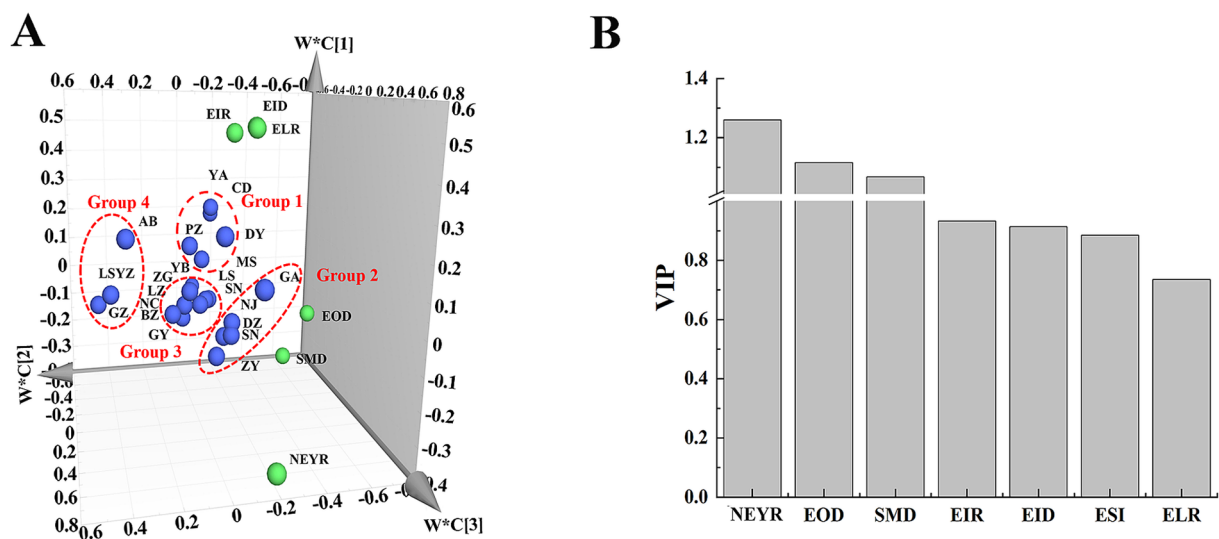 A
W*C[1]
0.6 0.4 0.2 0 -0.2 -0.4 -0.6
-0.2 0 0.2 0.4 0.6 0.8
0.6
0.5
0.4
0.3
0.2
0.1
0
-0.1
-0.2
-0.3
-0.4
0.6
0.5
0.4
0.3
0.2
0.1
0
-0.1
-0.2
-0.3
-0.4
EIR
EID
ELR
YA
CD
Group 1
Group 4
AB
PZ
DY
MS
Group 2
LSYZ
YB
ZG
LS
GA
LZ
SN
NC
NJ
GZ
BZ
DZ
EOD
GY
SN
Group 3
ZY
SMD
W*C[2]
-0.4
-0.2
0
0.2
0.4
0.6
0.8
NEYR
0.6 0.4 0.2 0 -0.2 -0.4 -0.6
W*C[3]
B
VIP
1.4
1.2
0.8
0.6
0.4
0.2
0.0
NEYR EOD SMD EIR EID ESI ELR